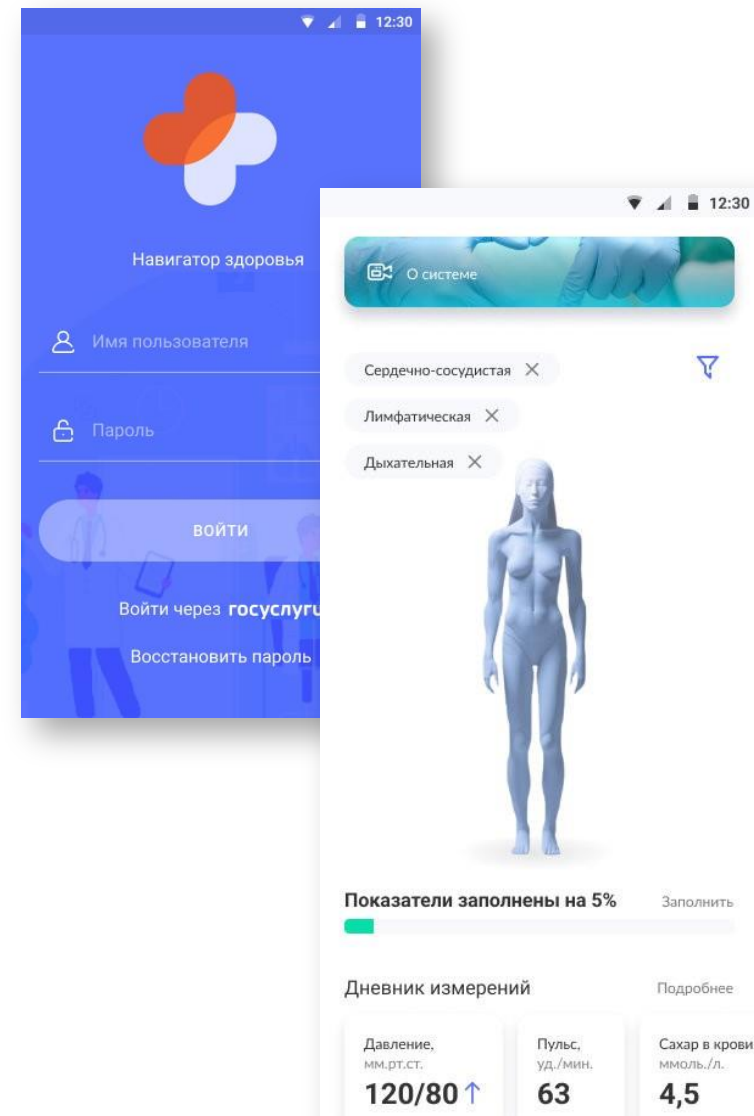 12:30
Навигатор здоровья
Имя пользователя
Пароль
ВОЙТИ
Войти через госуслуги
Восстановить пароль
12:30
О системе
Сердечно-сосудистая
Лимфатическая
Дыхательная
Показатели заполнены на 5% Заполнить
Дневник измерений Подробнее
Давление,
мм.рт.ст.
120/80↑
Пульс,
уд./мин.
63
Сахар в крови
ммоль./л.
4,5